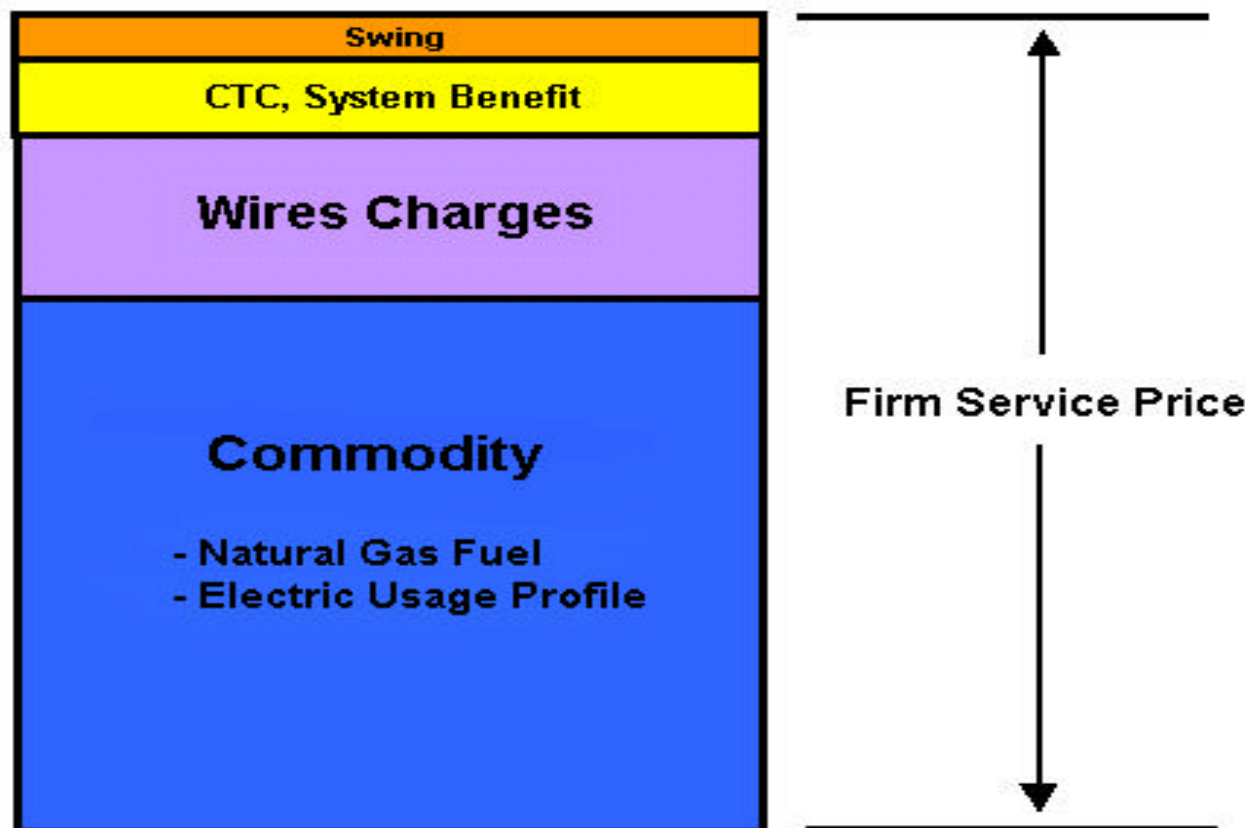 Swing
CTC, System Benefit
Wires Charges
Firm Service Price
Commodity
- Natural Gas Fuel
- Electric Usage Profile